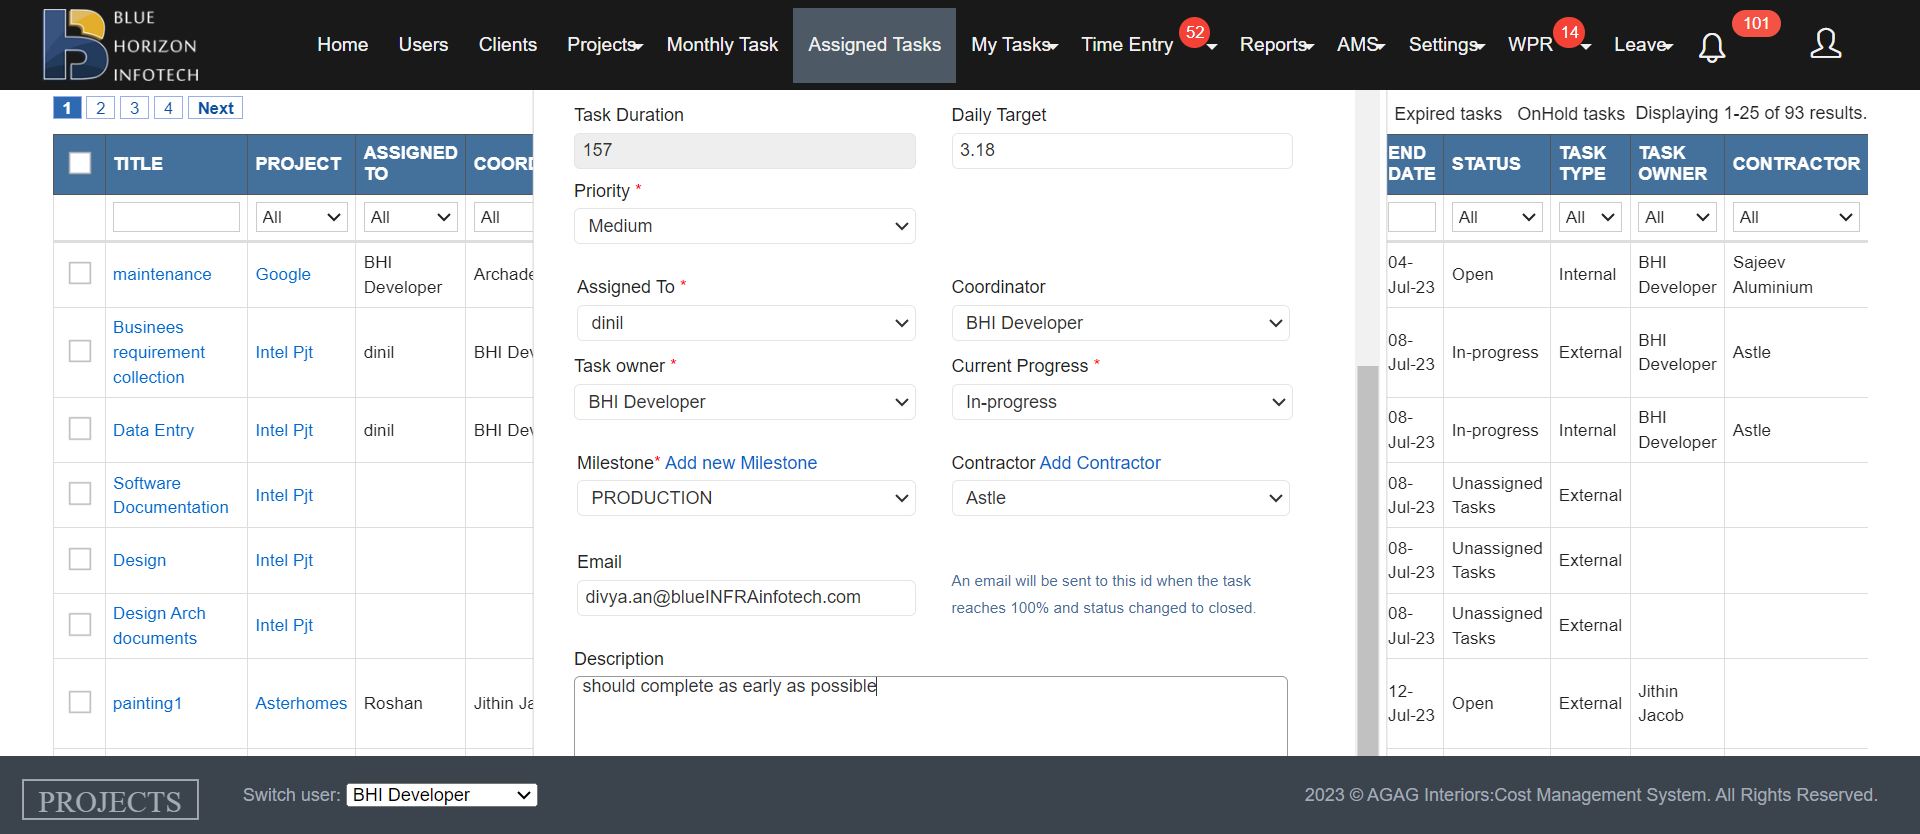 BLUE
HORIZON
INFOTECH
Home Users Clients Projects Monthly Task Assigned Tasks My Tasks Time Entry 52 Reports AMS Settings WPR 14 Leave 101
1 2 3 4 Next
Expired tasks OnHold tasks Displaying 1-25 of 93 results.
TITLE PROJECT ASSIGNED TO COORD
END DATE STATUS TASK TYPE TASK OWNER CONTRACTOR
All All All
All All All All
maintenance Google BHI Developer Archade
04-Jul-23 Open Internal BHI Developer Sajeev Aluminium
Businees requirement collection Intel Pjt dinil BHI Dev
08-Jul-23 In-progress External BHI Developer Astle
Data Entry Intel Pjt dinil BHI Dev
08-Jul-23 In-progress Internal BHI Developer Astle
Software Documentation Intel Pjt
08-Jul-23 Unassigned Tasks External
Design Intel Pjt
08-Jul-23 Unassigned Tasks External
Design Arch documents Intel Pjt
08-Jul-23 Unassigned Tasks External
painting1 Asterhomes Roshan Jithin Ja
12-Jul-23 Open External Jithin Jacob
Task Duration Daily Target
157 3.18
Priority *
Medium
Assigned To * Coordinator
dinil BHI Developer
Task owner * Current Progress *
BHI Developer In-progress
Milestone* Add new Milestone Contractor Add Contractor
PRODUCTION Astle
Email
divya.an@blueINFRAinfotech.com
An email will be sent to this id when the task
reaches 100% and status changed to closed.
Description
should complete as early as possible
PROJECTS Switch user: BHI Developer 2023 © AGAG Interiors:Cost Management System. All Rights Reserved.